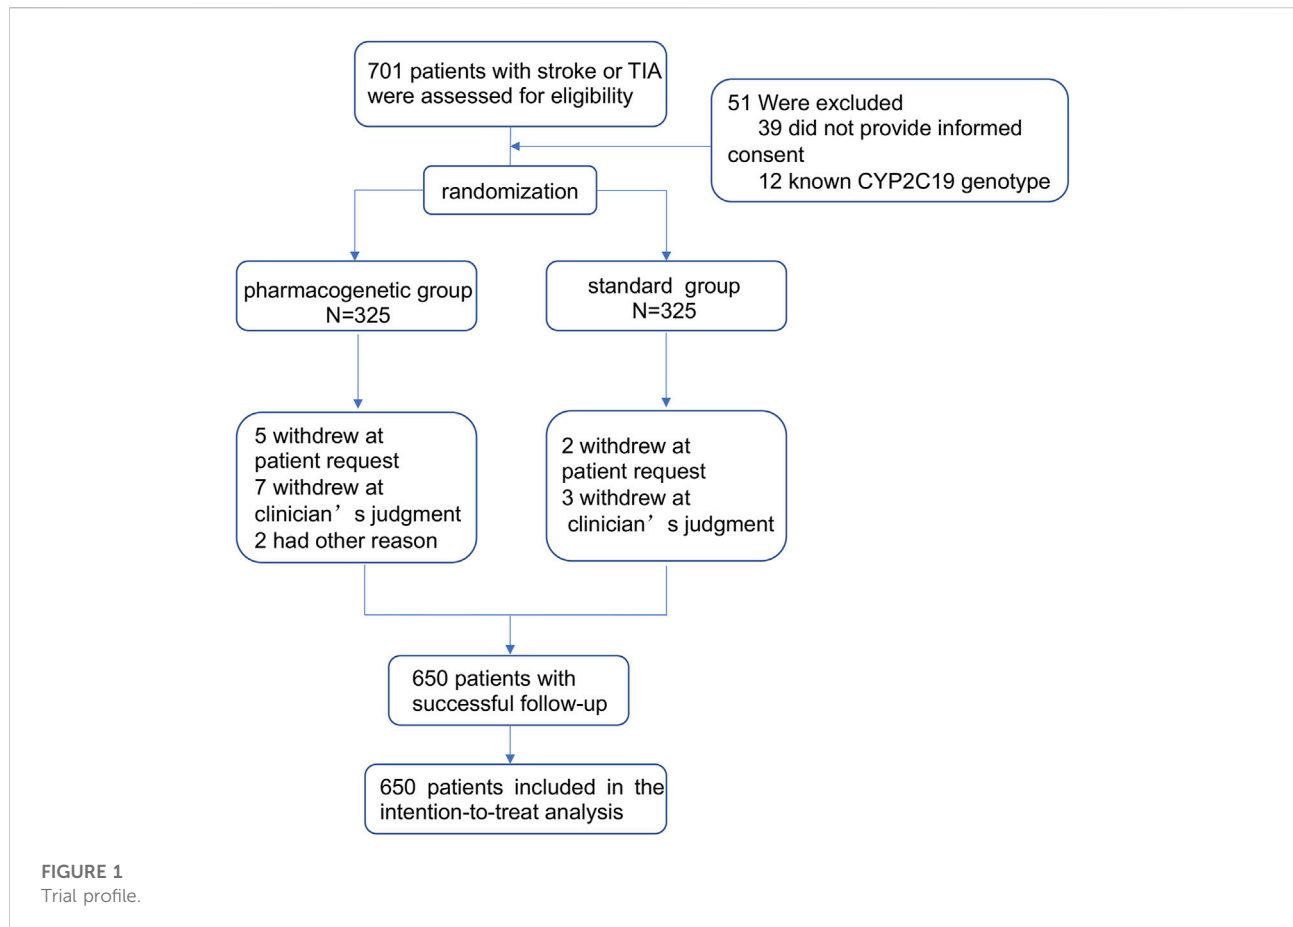 701 patients with stroke or TIA
were assessed for eligibility
51 Were excluded
39 did not provide informed
consent
12 known CYP2C19 genotype
randomization
pharmacogenetic group
N=325
standard group
N=325
5 withdrew at
patient request
7 withdrew at
clinician’s judgment
2 had other reason
2 withdrew at
patient request
3 withdrew at
clinician’s judgment
650 patients with
successful follow-up
650 patients included in the
intention-to-treat analysis
FIGURE 1
Trial profile.